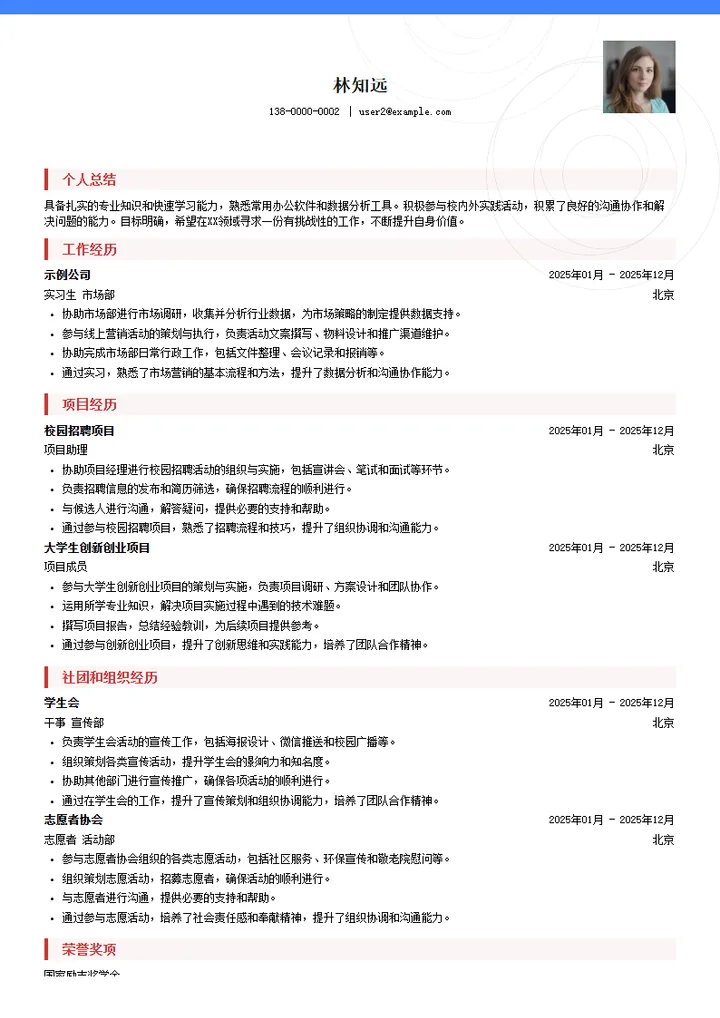 林知远
138-0000-0002 | user2@example.com
个人总结
具备扎实的专业知识和快速学习能力，熟悉常用办公软件和数据分析工具。积极参与校内外实践活动，积累了良好的沟通协作和解
决问题的能力。目标明确，希望在XX领域寻求一份有挑战性的工作，不断提升自身价值。
工作经历
示例公司 2025年01月 - 2025年12月
实习生 市场部 北京
• 协助市场部进行市场调研，收集并分析行业数据，为市场策略的制定提供数据支持。
• 参与线上营销活动的策划与执行，负责活动文案撰写、物料设计和推广渠道维护。
• 协助完成市场部日常行政工作，包括文件整理、会议记录和报销等。
• 通过实习，熟悉了市场营销的基本流程和方法，提升了数据分析和沟通协作能力。
项目经历
校园招聘项目 2025年01月 - 2025年12月
项目助理 北京
• 协助项目经理进行校园招聘活动的组织与实施，包括宣讲会、笔试和面试等环节。
• 负责招聘信息的发布和简历筛选，确保招聘流程的顺利进行。
• 与候选人进行沟通，解答疑问，提供必要的支持和帮助。
• 通过参与校园招聘项目，熟悉了招聘流程和技巧，提升了组织协调和沟通能力。
大学生创新创业项目 2025年01月 - 2025年12月
项目成员 北京
• 参与大学生创新创业项目的策划与实施，负责项目调研、方案设计和团队协作。
• 运用所学专业知识，解决项目实施过程中遇到的技术难题。
• 撰写项目报告，总结经验教训，为后续项目提供参考。
• 通过参与创新创业项目，提升了创新思维和实践能力，培养了团队合作精神。
社团和组织经历
学生会 2025年01月 - 2025年12月
干事 宣传部 北京
• 负责学生会活动的宣传工作，包括海报设计、微信推送和校园广播等。
• 组织策划各类宣传活动，提升学生会的影响力和知名度。
• 协助其他部门进行宣传推广，确保各项活动的顺利进行。
• 通过在学生会的工作，提升了宣传策划和组织协调能力，培养了团队合作精神。
志愿者协会 2025年01月 - 2025年12月
志愿者 活动部 北京
• 参与志愿者协会组织的各类志愿活动，包括社区服务、环保宣传和敬老院慰问等。
• 组织策划志愿活动，招募志愿者，确保活动的顺利进行。
• 与志愿者进行沟通，提供必要的支持和帮助。
• 通过参与志愿活动，培养了社会责任感和奉献精神，提升了组织协调和沟通能力。
荣誉奖项
国家励志奖学金